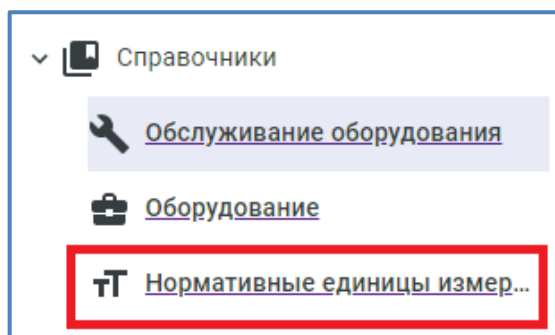 Справочники
Обслуживание оборудования
Оборудование
Нормативные единицы измер...